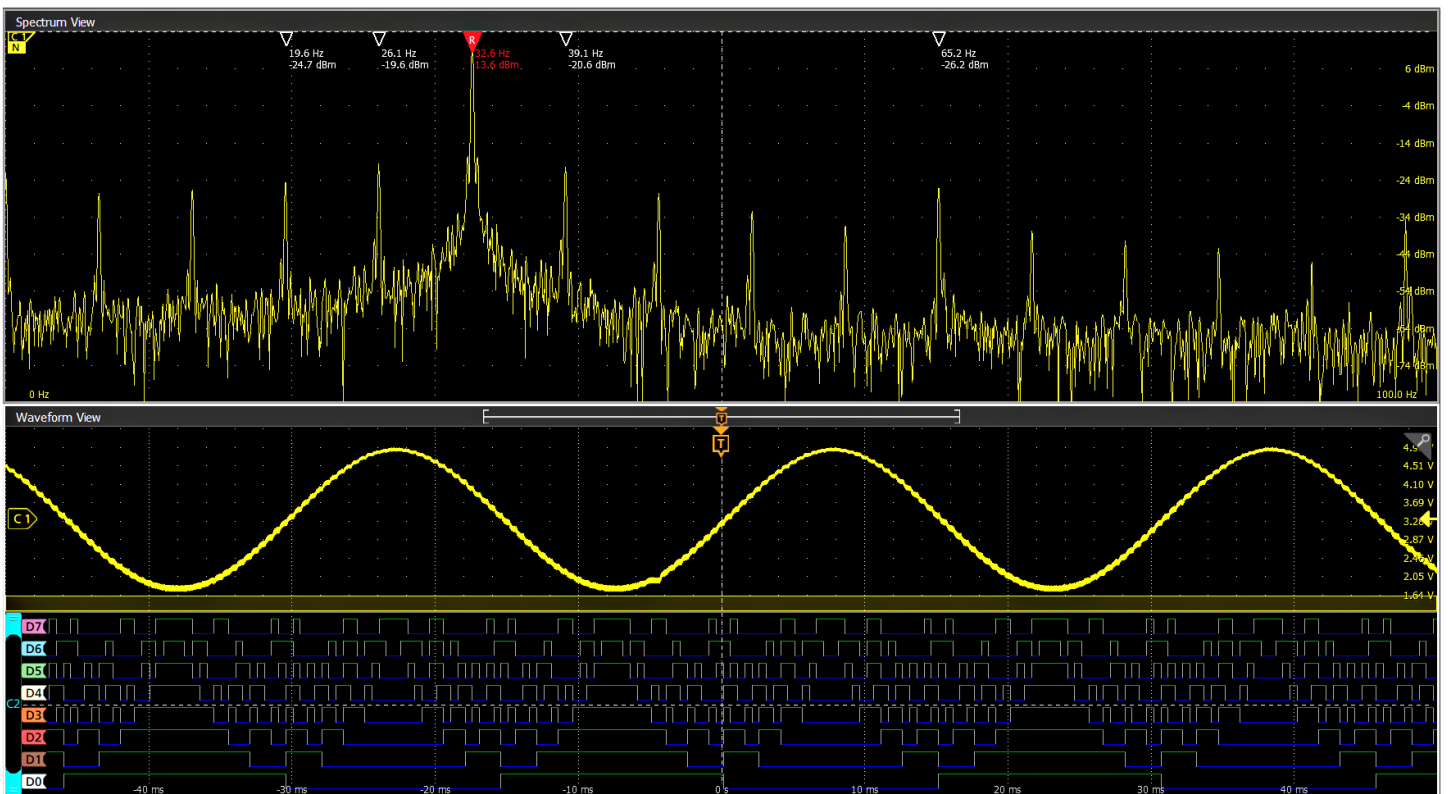 Spectrum View
C 1
N
R
19.6 Hz
-24.7 dBm
26.1 Hz
-19.6 dBm
32.6 Hz
13.6 dBm
39.1 Hz
-20.6 dBm
65.2 Hz
-26.2 dBm
6 dBm
-4 dBm
-14 dBm
-24 dBm
-34 dBm
-44 dBm
-54 dBm
-64 dBm
-74 dBm
0 Hz
100.0 Hz
Waveform View
T
T
4.51 V
4.10 V
3.69 V
C 1
2.87 V
2.46 V
2.05 V
1.64 V
D7
D6
D5
D4
C2
D3
D2
D1
D0
-40 ms
-30 ms
-20 ms
-10 ms
0 s
10 ms
20 ms
30 ms
40 ms